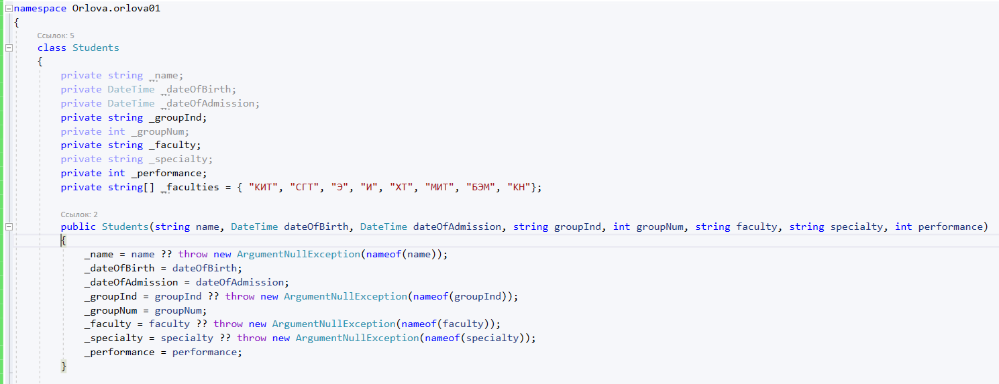 namespace Orlova.orlova01
{
Ссылок: 5
class Students
{
private string _name;
private DateTime _dateOfBirth;
private DateTime _dateOfAdmission;
private string _groupInd;
private int _groupNum;
private string _faculty;
private string _specialty;
private int _performance;
private string[] _faculties = { "КИТ", "СГТ", "Э", "И", "ХТ", "МИТ", "БЭМ", "КН"};
Ссылок: 2
public Students(string name, DateTime dateOfBirth, DateTime dateOfAdmission, string groupInd, int groupNum, string faculty, string specialty, int performance)
{
_name = name ?? throw new ArgumentNullException(nameof(name));
_dateOfBirth = dateOfBirth;
_dateOfAdmission = dateOfAdmission;
_groupInd = groupInd ?? throw new ArgumentNullException(nameof(groupInd));
_groupNum = groupNum;
_faculty = faculty ?? throw new ArgumentNullException(nameof(faculty));
_specialty = specialty ?? throw new ArgumentNullException(nameof(specialty));
_performance = performance;
}